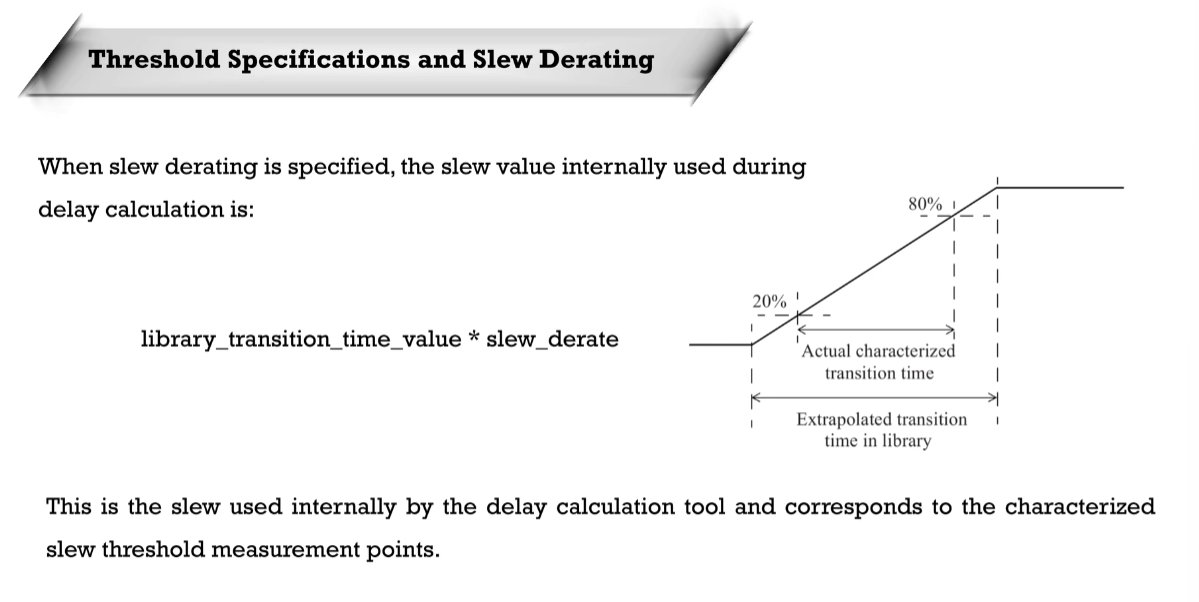 Threshold Specifications and Slew Derating
When slew derating is specified, the slew value internally used during
delay calculation is:
80%
20%
library_transition_time_value * slew_derate
Actual characterized
transition time
Extrapolated transition
time in library
This is the slew used internally by the delay calculation tool and corresponds to the characterized
slew threshold measurement points.